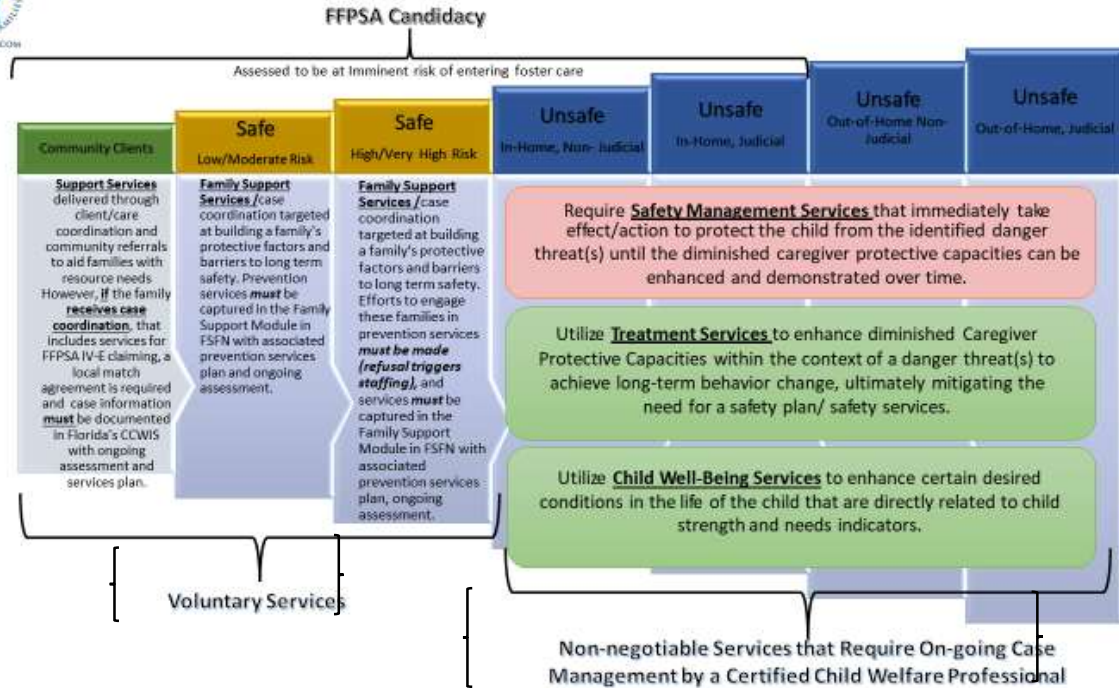 AMILIES
COM
FFPSA Candidacy
Assessed to be at Imminent risk of entering foster care
Community Clients
Safe
Low/Moderate Risk
Safe
High/Very High Risk
Unsafe
In-Home, Non- Judicial
Unsafe
In-Home, Judicial
Unsafe
Out-of-Home Non-
Judicial
Unsafe
Out-of-Home, Judicial
Support Services
delivered through
client/care
coordination and
community referrals
to aid families with
resource needs
However, if the family
receives case
coordination, that
includes services for
FFPSA IV-E claiming, a
local match
agreement is required
and case information
must be documented
in Florida's CCWIS
with ongoing
assessment and
services plan.
Family Support
Services /case
coordination targeted
at building a family's
protective factors and
barriers to long term
safety. Prevention
services must be
captured in the Family
Support Module in
FSFN with associated
prevention services
plan and ongoing
assessment.
Family Support
Services /case
coordination
targeted at building
a family's protective
factors and barriers
to long term safety.
Efforts to engage
these families in
prevention services
must be made
(refusal triggers
staffing), and
services must be
captured in the
Family Support
Module in FSFN with
associated
prevention services
plan, ongoing
assessment.
Require Safety Management Services that immediately take
effect/action to protect the child from the identified danger
threat(s) until the diminished caregiver protective capacities can be
enhanced and demonstrated over time.
Utilize Treatment Services to enhance diminished Caregiver
Protective Capacities within the context of a danger threat(s) to
achieve long-term behavior change, ultimately mitigating the
need for a safety plan/ safety services.
Utilize Child Well-Being Services to enhance certain desired
conditions in the life of the child that are directly related to child
strength and needs indicators.
Voluntary Services
Non-negotiable Services that Require On-going Case
Management by a Certified Child Welfare Professional